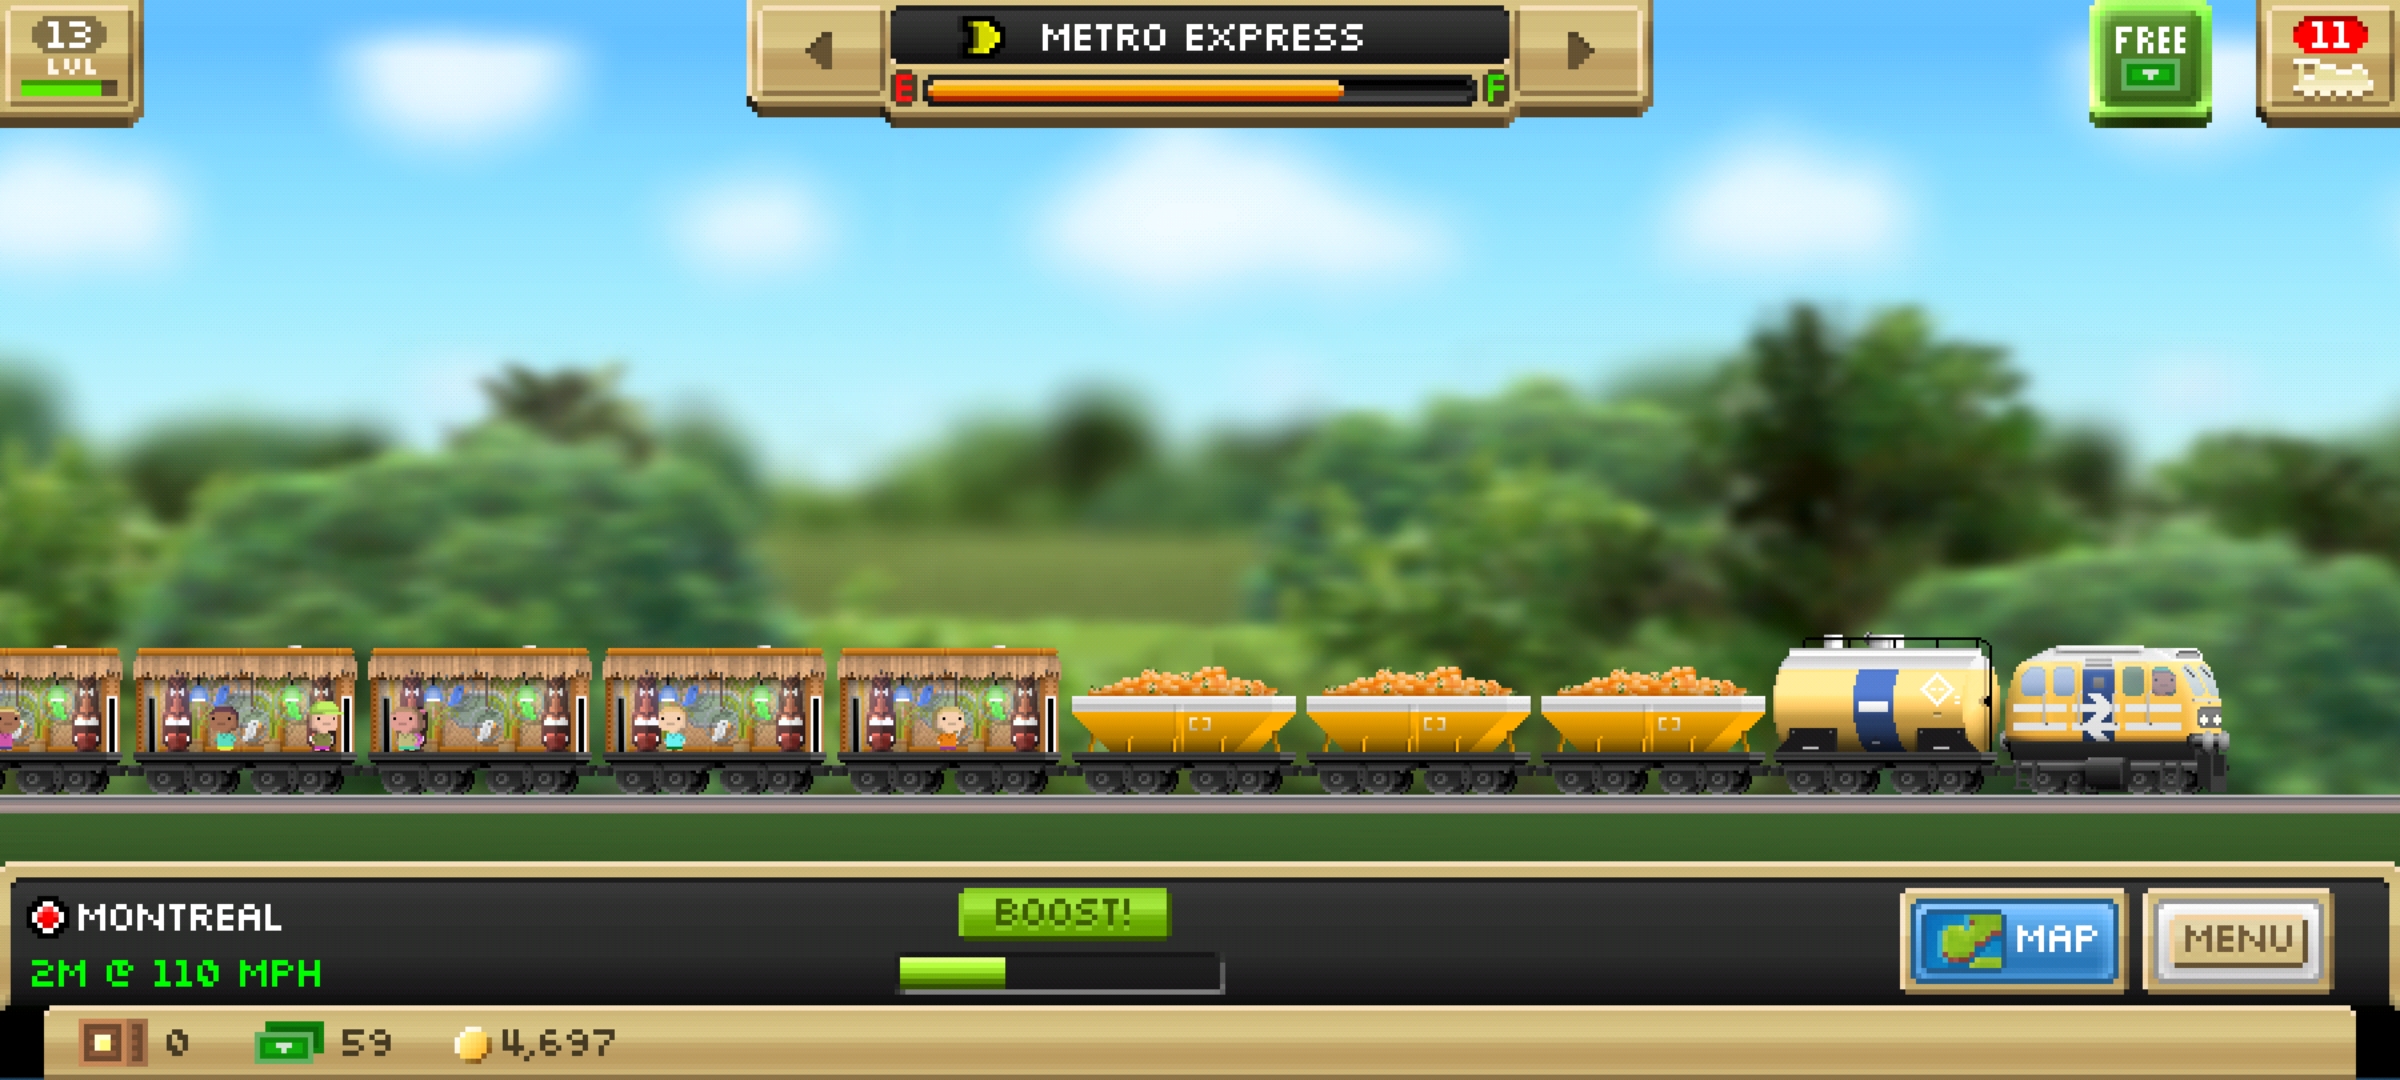 13
LVL
METRO EXPRESS
E
F
FREE
11
MONTREAL
2M @ 110 MPH
BOOST!
MAP
MENU
0
59
4,697